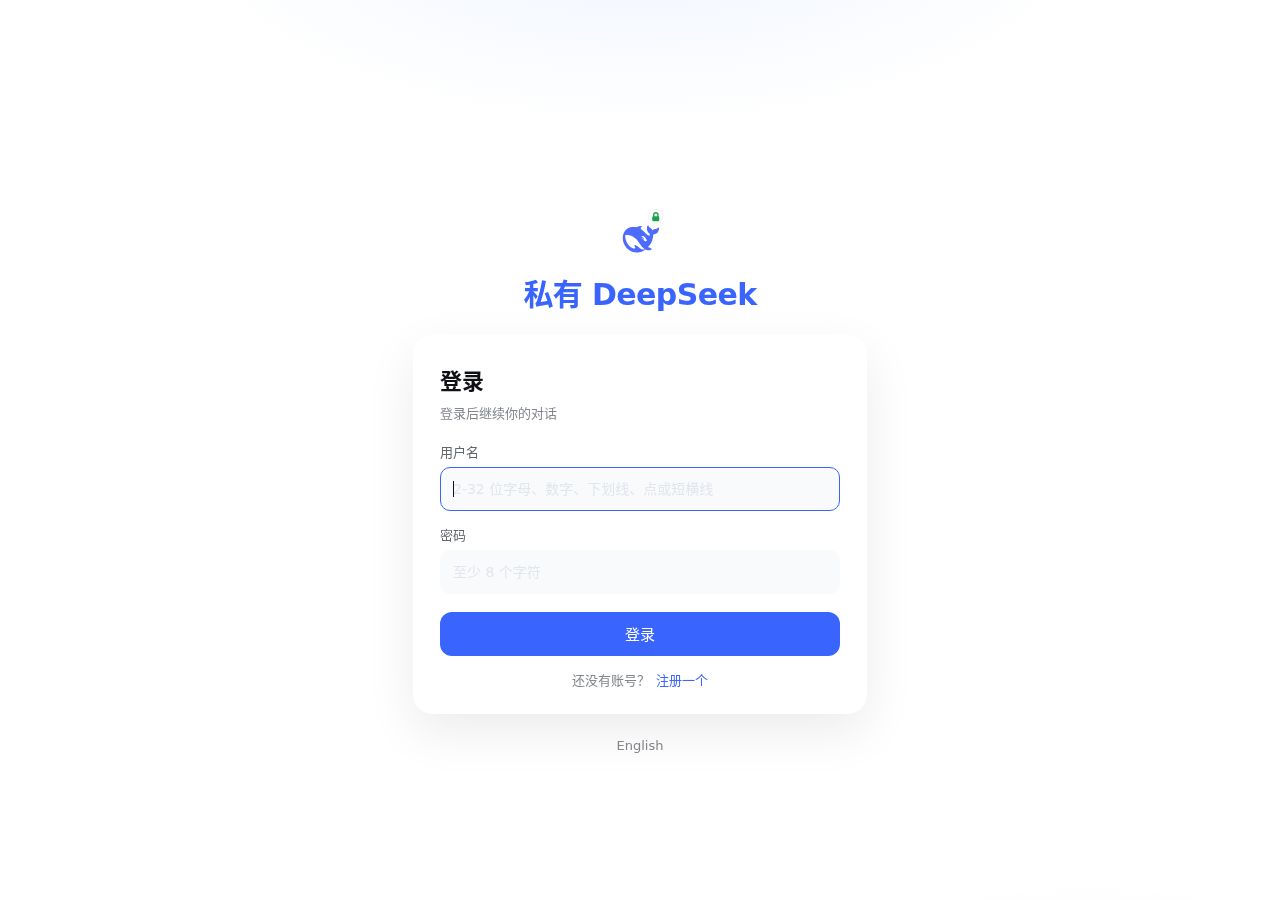 私有 DeepSeek
登录
登录后继续你的对话
用户名
2-32 位字母、数字、下划线、点或短横线
密码
至少 8 个字符
登录
还没有账号？ 注册一个
English